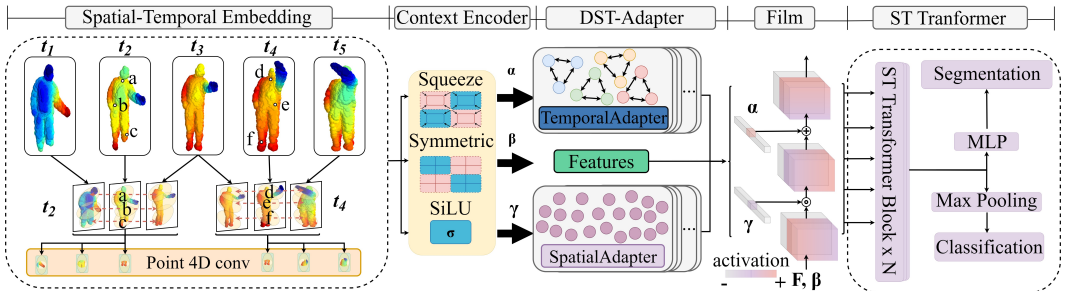 Spatial-Temporal Embedding
Context Encoder
DST-Adapter
Film
ST Tranformer
t1 t2 t3 t4 t5
a
b
c
d
e
f
t2
a
b
c
d
e
f
t4
Point 4D conv
Squeeze
Symmetric
SiLU
σ
α
β
γ
TemporalAdapter
...
Features
SpatialAdapter
...
α
+
γ
activation
- +
F, β
ST Transformer Block x N
Segmentation
MLP
Max Pooling
Classification